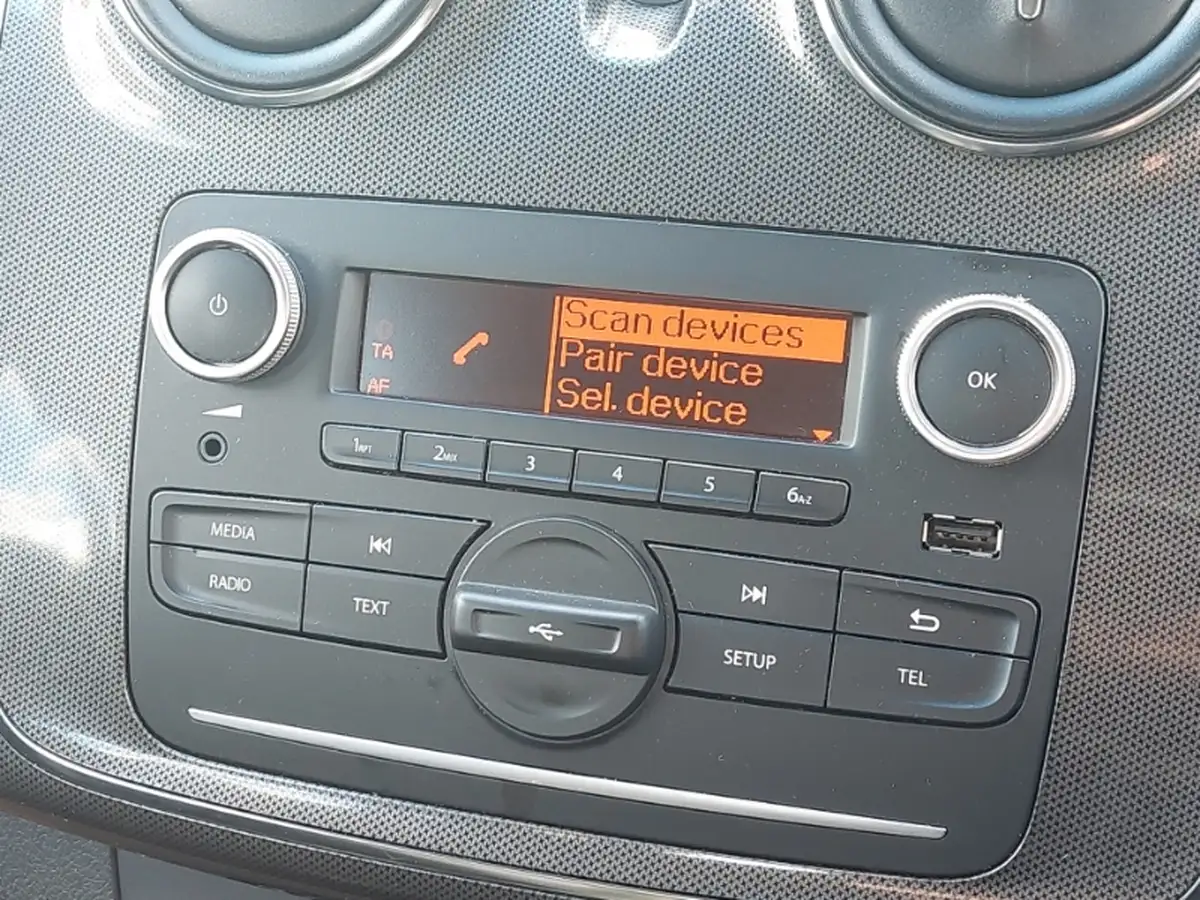 Scan devices
TA
Pair device
AF
Sel. device
OK
1RPT
2MIX
3
4
5
6A-Z
MEDIA
RADIO
TEXT
SETUP
TEL